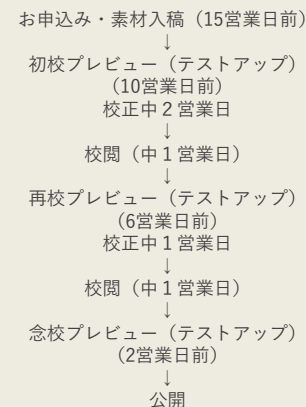 お申込み・素材入稿（15営業日前）
↓
初校プレビュー（テストアップ）
（10営業日前）
校正中２営業日
↓
校閲（中１営業日）
↓
再校プレビュー（テストアップ）
（6営業日前）
校正中１営業日
↓
校閲（中１営業日）
↓
念校プレビュー（テストアップ）
（2営業日前）
↓
公開